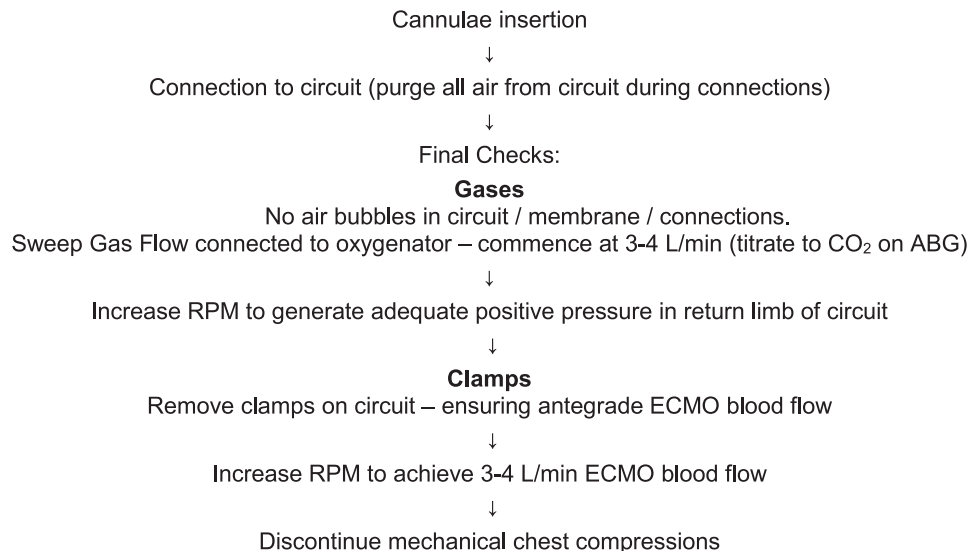 Cannulae insertion
↓
Connection to circuit (purge all air from circuit during connections)
↓
Final Checks:
Gases
No air bubbles in circuit / membrane / connections.
Sweep Gas Flow connected to oxygenator – commence at 3-4 L/min (titrate to CO₂ on ABG)
↓
Increase RPM to generate adequate positive pressure in return limb of circuit
↓
Clamps
Remove clamps on circuit – ensuring antegrade ECMO blood flow
↓
Increase RPM to achieve 3-4 L/min ECMO blood flow
↓
Discontinue mechanical chest compressions